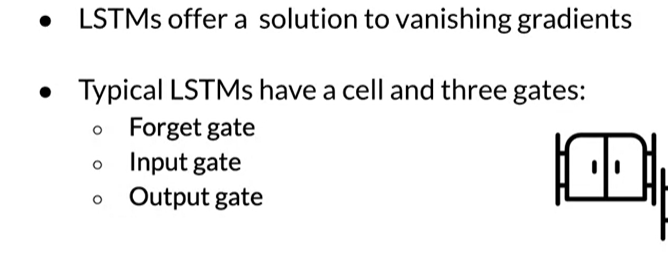 • LSTMs offer a solution to vanishing gradients
• Typical LSTMs have a cell and three gates:
○ Forget gate
○ Input gate
○ Output gate